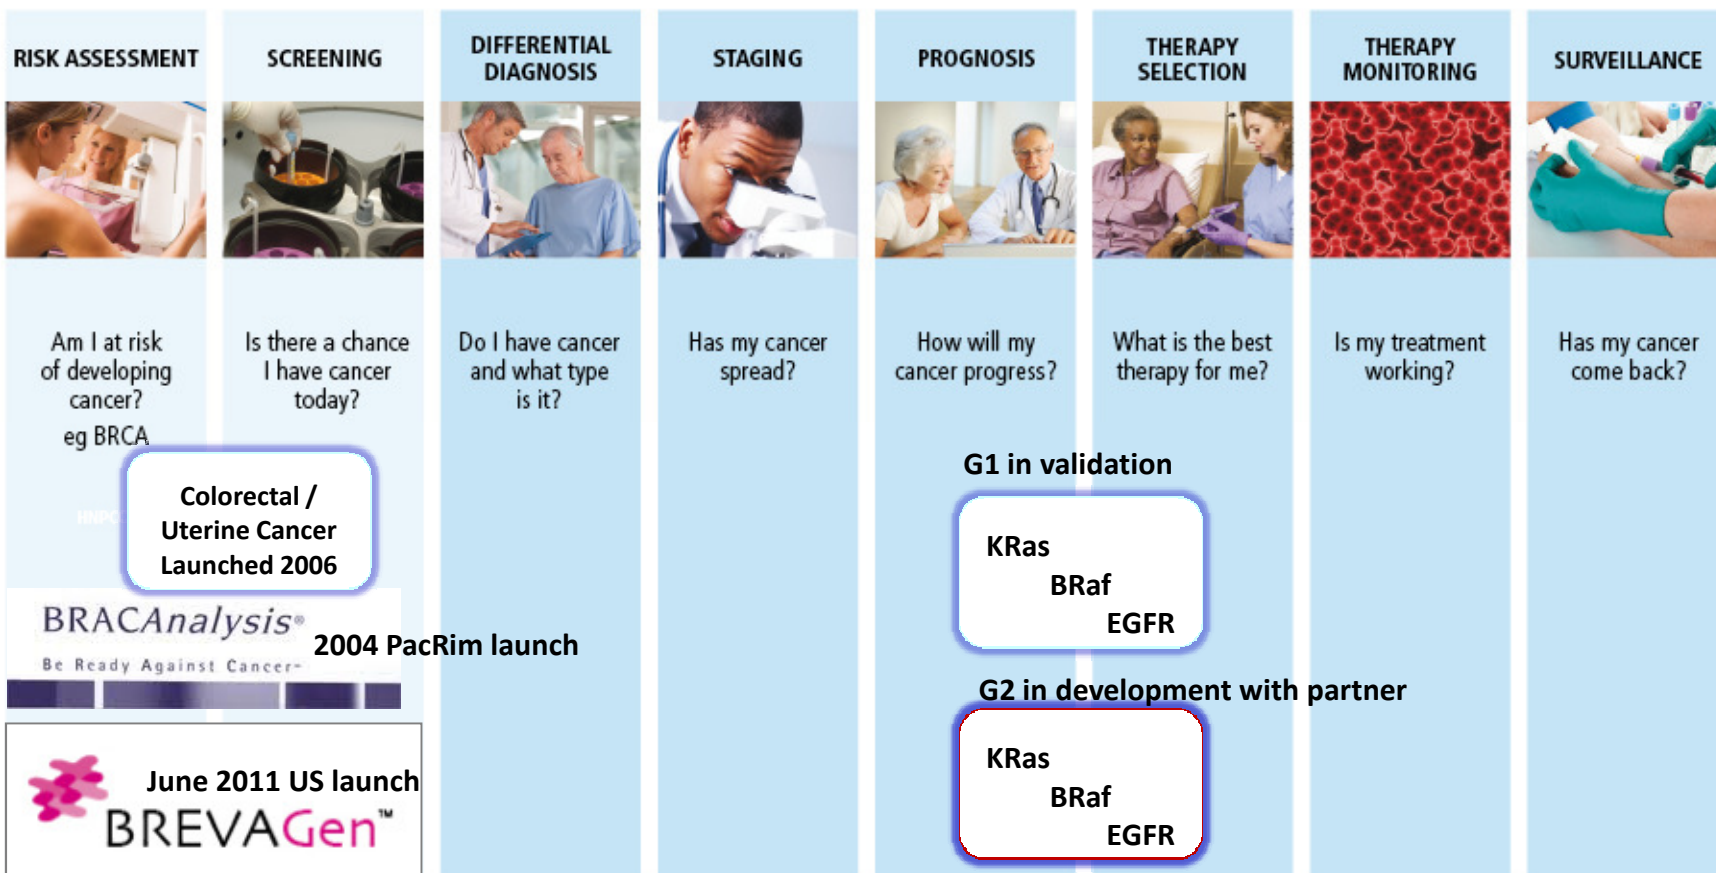 RISK ASSESSMENT
Am I at risk
of developing
cancer?
eg BRCA
SCREENING
Is there a chance
I have cancer
today?
DIFFERENTIAL
DIAGNOSIS
Do I have cancer
and what type
is it?
STAGING
Has my cancer
spread?
PROGNOSIS
How will my
cancer progress?
THERAPY
SELECTION
What is the best
therapy for me?
THERAPY
MONITORING
Is my treatment
working?
SURVEILLANCE
Has my cancer
come back?
Colorectal /
Uterine Cancer
Launched 2006
BRACAnalysis®
Be Ready Against Cancer™
2004 PacRim launch
June 2011 US launch
BREVAGen™
G1 in validation
KRas
BRaf
EGFR
G2 in development with partner
KRas
BRaf
EGFR